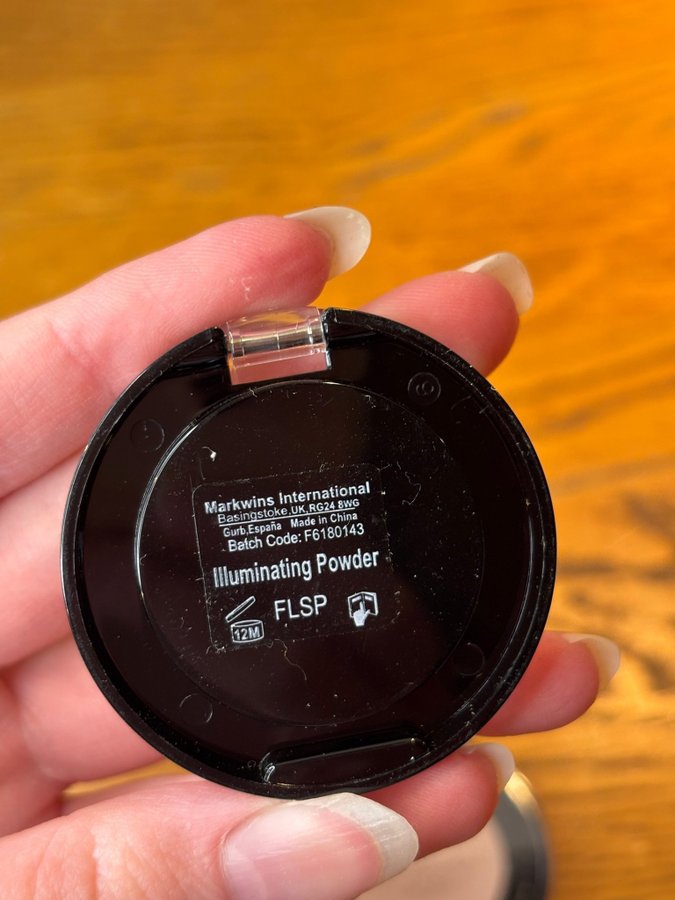 Markwins International
Basingstoke,UK,RG24 8WG
Gurb,España Made in China
Batch Code: F6180143
Illuminating Powder
12M FLSP